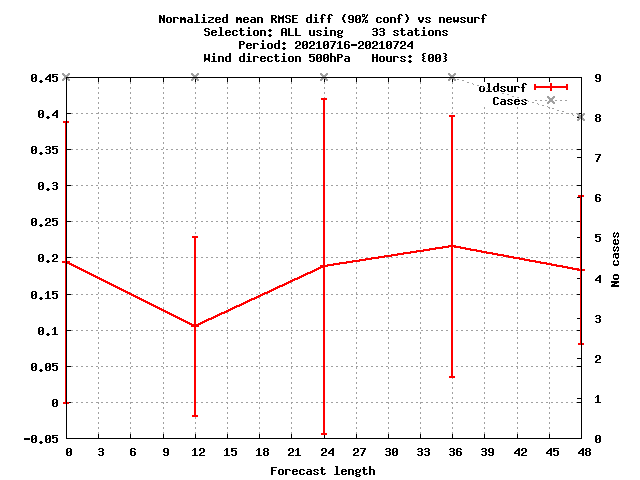 Normalized mean RMSE diff (90% conf) vs newsurf
Selection: ALL using    33 stations
Period: 20210716-20210724
Wind direction 500hPa   Hours: {00}
0.45
0.4
0.35
0.3
0.25
0.2
0.15
0.1
0.05
0
-0.05
oldsurf
Cases
9
8
7
6
5
4
3
2
1
0
No cases
0 3 6 9 12 15 18 21 24 27 30 33 36 39 42 45 48
Forecast length